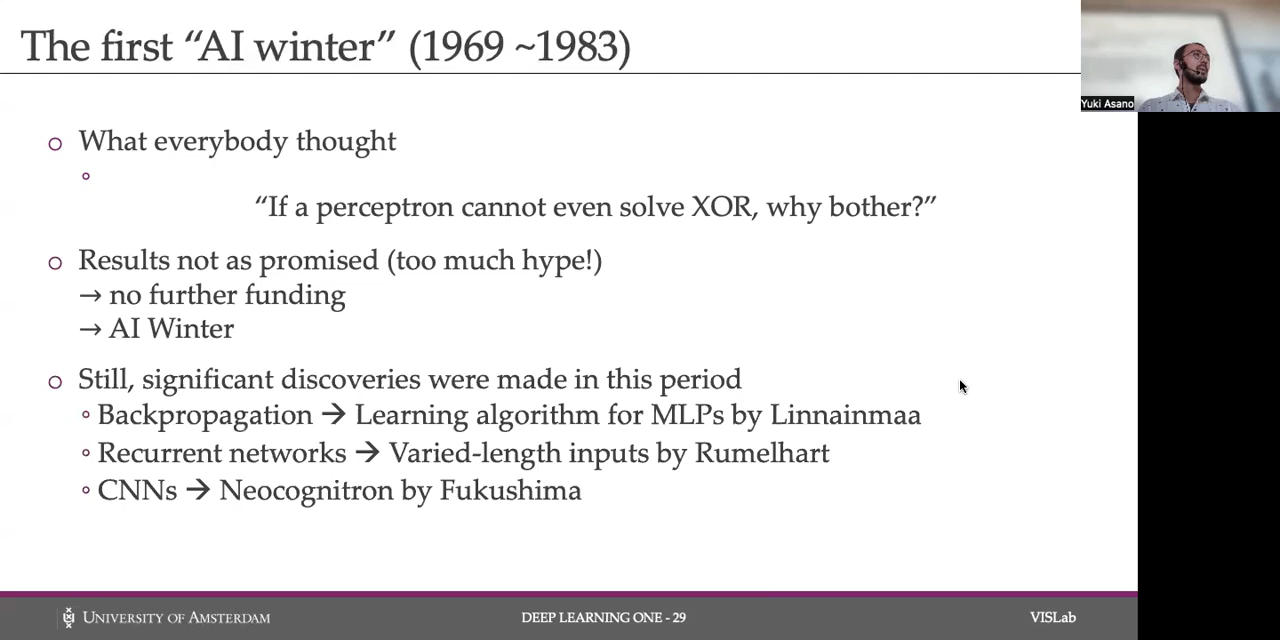 The first “AI winter” (1969 ~1983)
Yuki Asano
What everybody thought
“If a perceptron cannot even solve XOR, why bother?”
Results not as promised (too much hype!)
→ no further funding
→ AI Winter
Still, significant discoveries were made in this period
Backpropagation → Learning algorithm for MLPs by Linnainmaa
Recurrent networks → Varied-length inputs by Rumelhart
CNNs → Neocognitron by Fukushima
UNIVERSITY OF AMSTERDAM
DEEP LEARNING ONE - 29
VISLab